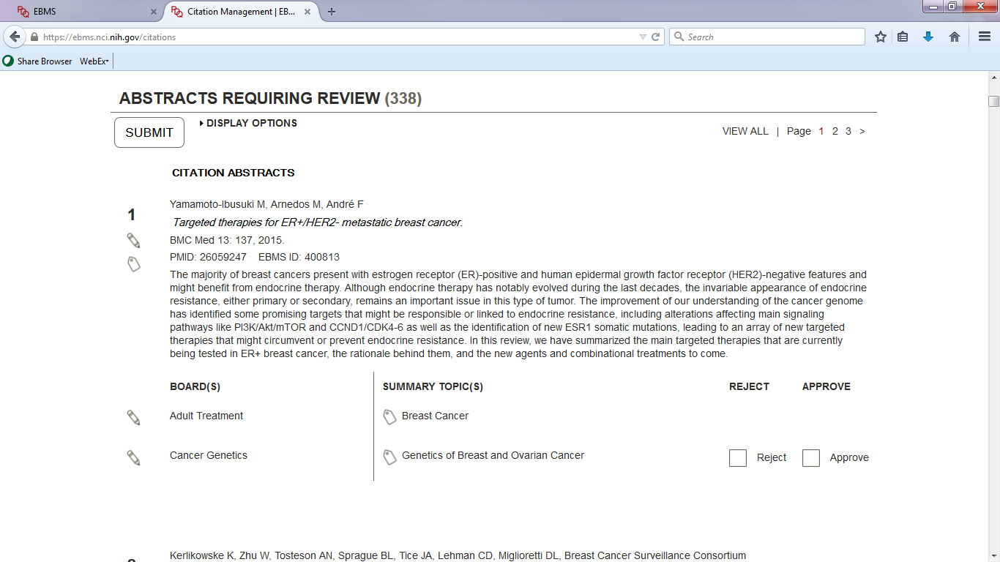 EBMS
Citation Management | EB...
https://ebms.nci.nih.gov/citations
Search
Share Browser WebEx
ABSTRACTS REQUIRING REVIEW (338)
SUBMIT
DISPLAY OPTIONS
VIEW ALL | Page 1 2 3 >
CITATION ABSTRACTS
1
Yamamoto-Ibusuki M, Arnedos M, André F
Targeted therapies for ER+/HER2- metastatic breast cancer.
BMC Med 13: 137, 2015.
PMID: 26059247 EBMS ID: 400813
The majority of breast cancers present with estrogen receptor (ER)-positive and human epidermal growth factor receptor (HER2)-negative features and
might benefit from endocrine therapy. Although endocrine therapy has notably evolved during the last decades, the invariable appearance of endocrine
resistance, either primary or secondary, remains an important issue in this type of tumor. The improvement of our understanding of the cancer genome
has identified some promising targets that might be responsible or linked to endocrine resistance, including alterations affecting main signaling
pathways like PI3K/Akt/mTOR and CCND1/CDK4-6 as well as the identification of new ESR1 somatic mutations, leading to an array of new targeted
therapies that might circumvent or prevent endocrine resistance. In this review, we have summarized the main targeted therapies that are currently
being tested in ER+ breast cancer, the rationale behind them, and the new agents and combinational treatments to come.
BOARD(S) SUMMARY TOPIC(S) REJECT APPROVE
Adult Treatment Breast Cancer
Cancer Genetics Genetics of Breast and Ovarian Cancer Reject Approve
Kerlikowske K, Zhu W, Tosteson AN, Sprague BL, Tice JA, Lehman CD, Miglioretti DL, Breast Cancer Surveillance Consortium